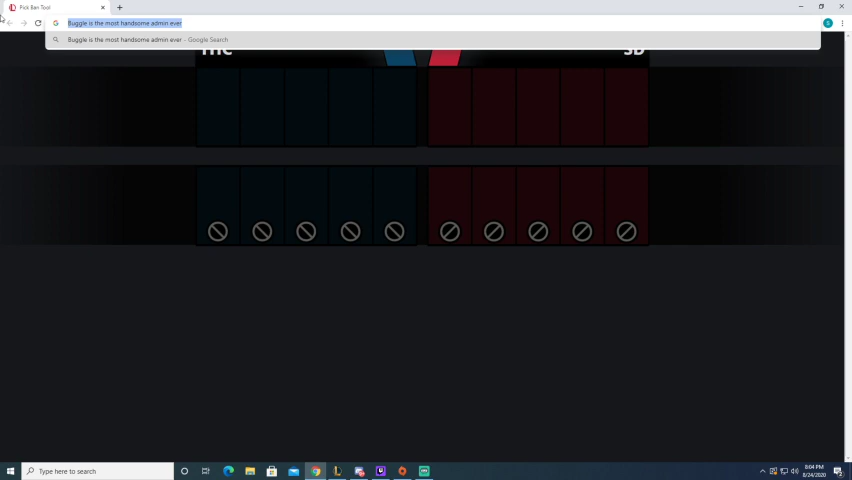 Pick Ban Tool
Buggle is the most handsome admin ever
Buggle is the most handsome admin ever - Google Search
S
SD
Type here to search
8:04 PM
8/24/2020